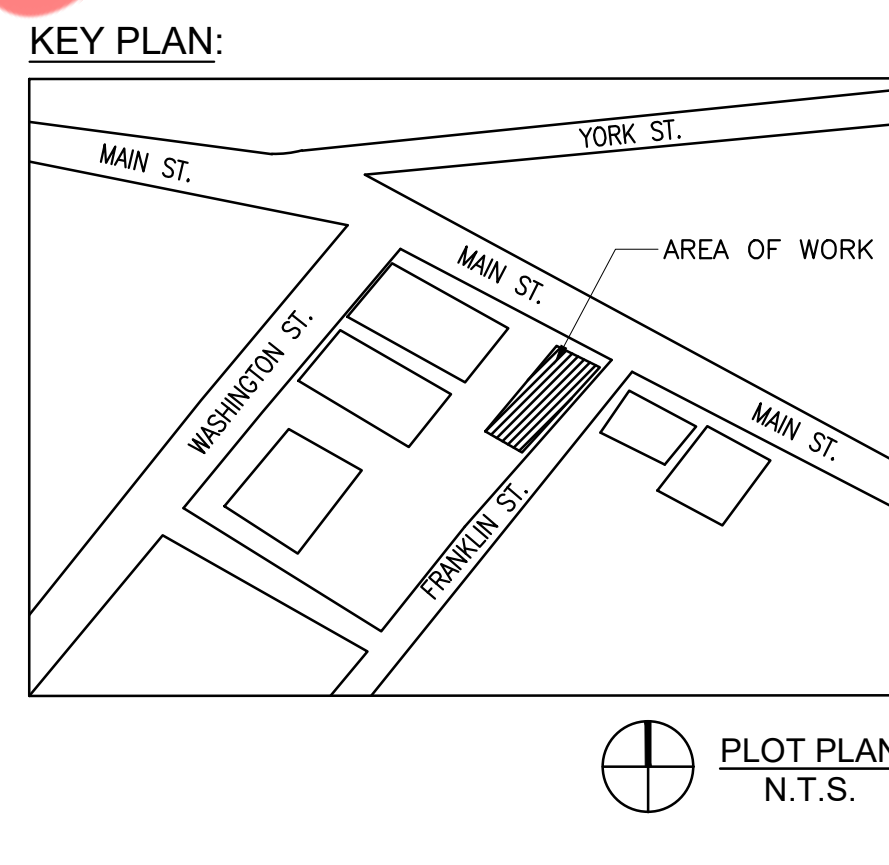 KEY PLAN:
YORK ST.
MAIN ST.
AREA OF WORK
MAIN ST.
WASHINGTON ST.
MAIN ST.
FRANKLIN ST.
PLOT PLAN
N.T.S.